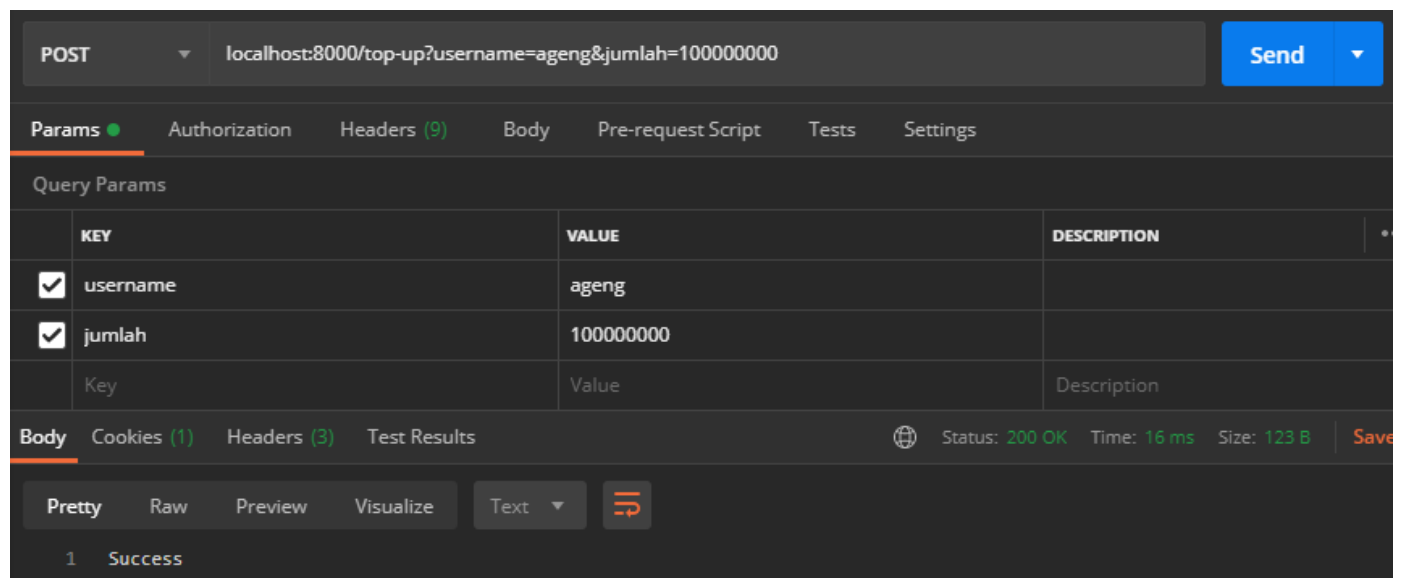 POST localhost:8000/top-up?username=ageng&jumlah=100000000 Send
Params Authorization Headers (9) Body Pre-request Script Tests Settings
Query Params
KEY VALUE DESCRIPTION
username ageng
jumlah 100000000
Key Value Description
Body Cookies (1) Headers (3) Test Results Status: 200 OK Time: 16 ms Size: 123 B Save
Pretty Raw Preview Visualize Text
1 Success